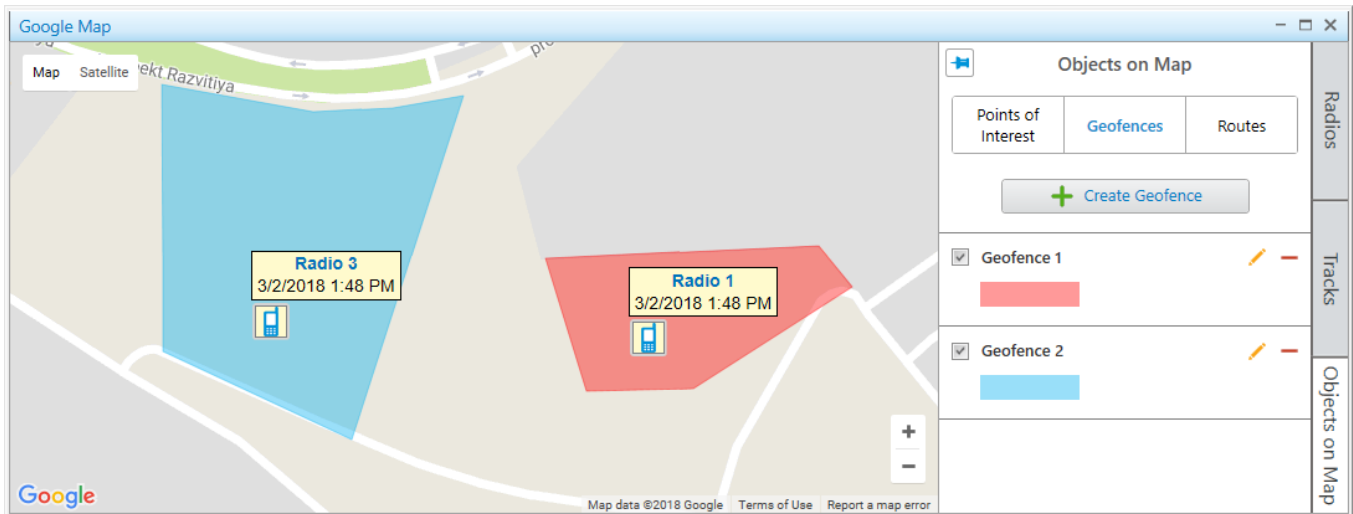 Google Map
Map
Satellite
ekt Razvitiya
pro
Radio 3
3/2/2018 1:48 PM
Radio 1
3/2/2018 1:48 PM
Google
Map data ©2018 Google
Terms of Use
Report a map error
Objects on Map
Points of
Interest
Geofences
Routes
Create Geofence
Geofence 1
Geofence 2
Radios
Tracks
Objects on Map